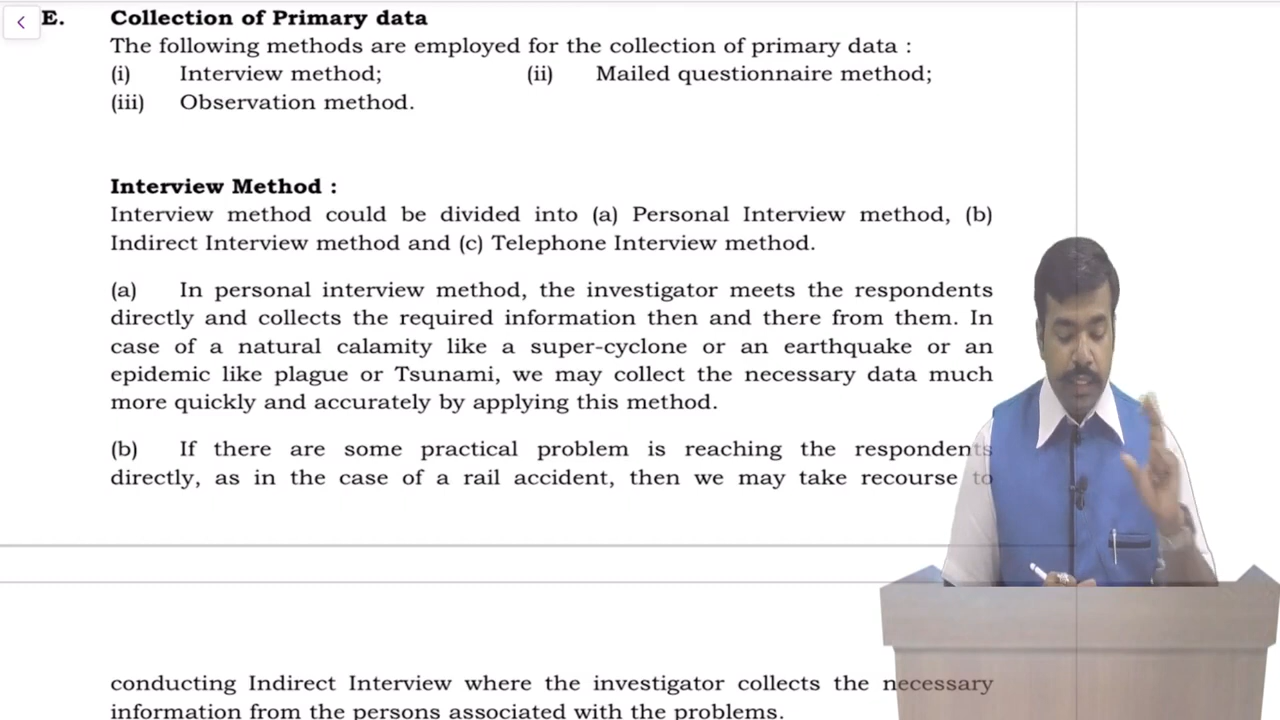 E. Collection of Primary data
The following methods are employed for the collection of primary data :
(i) Interview method; (ii) Mailed questionnaire method;
(iii) Observation method.
Interview Method :
Interview method could be divided into (a) Personal Interview method, (b)
Indirect Interview method and (c) Telephone Interview method.
(a) In personal interview method, the investigator meets the respondents
directly and collects the required information then and there from them. In
case of a natural calamity like a super-cyclone or an earthquake or an
epidemic like plague or Tsunami, we may collect the necessary data much
more quickly and accurately by applying this method.
(b) If there are some practical problem is reaching the respondents
directly, as in the case of a rail accident, then we may take recourse to
conducting Indirect Interview where the investigator collects the necessary
information from the persons associated with the problems.